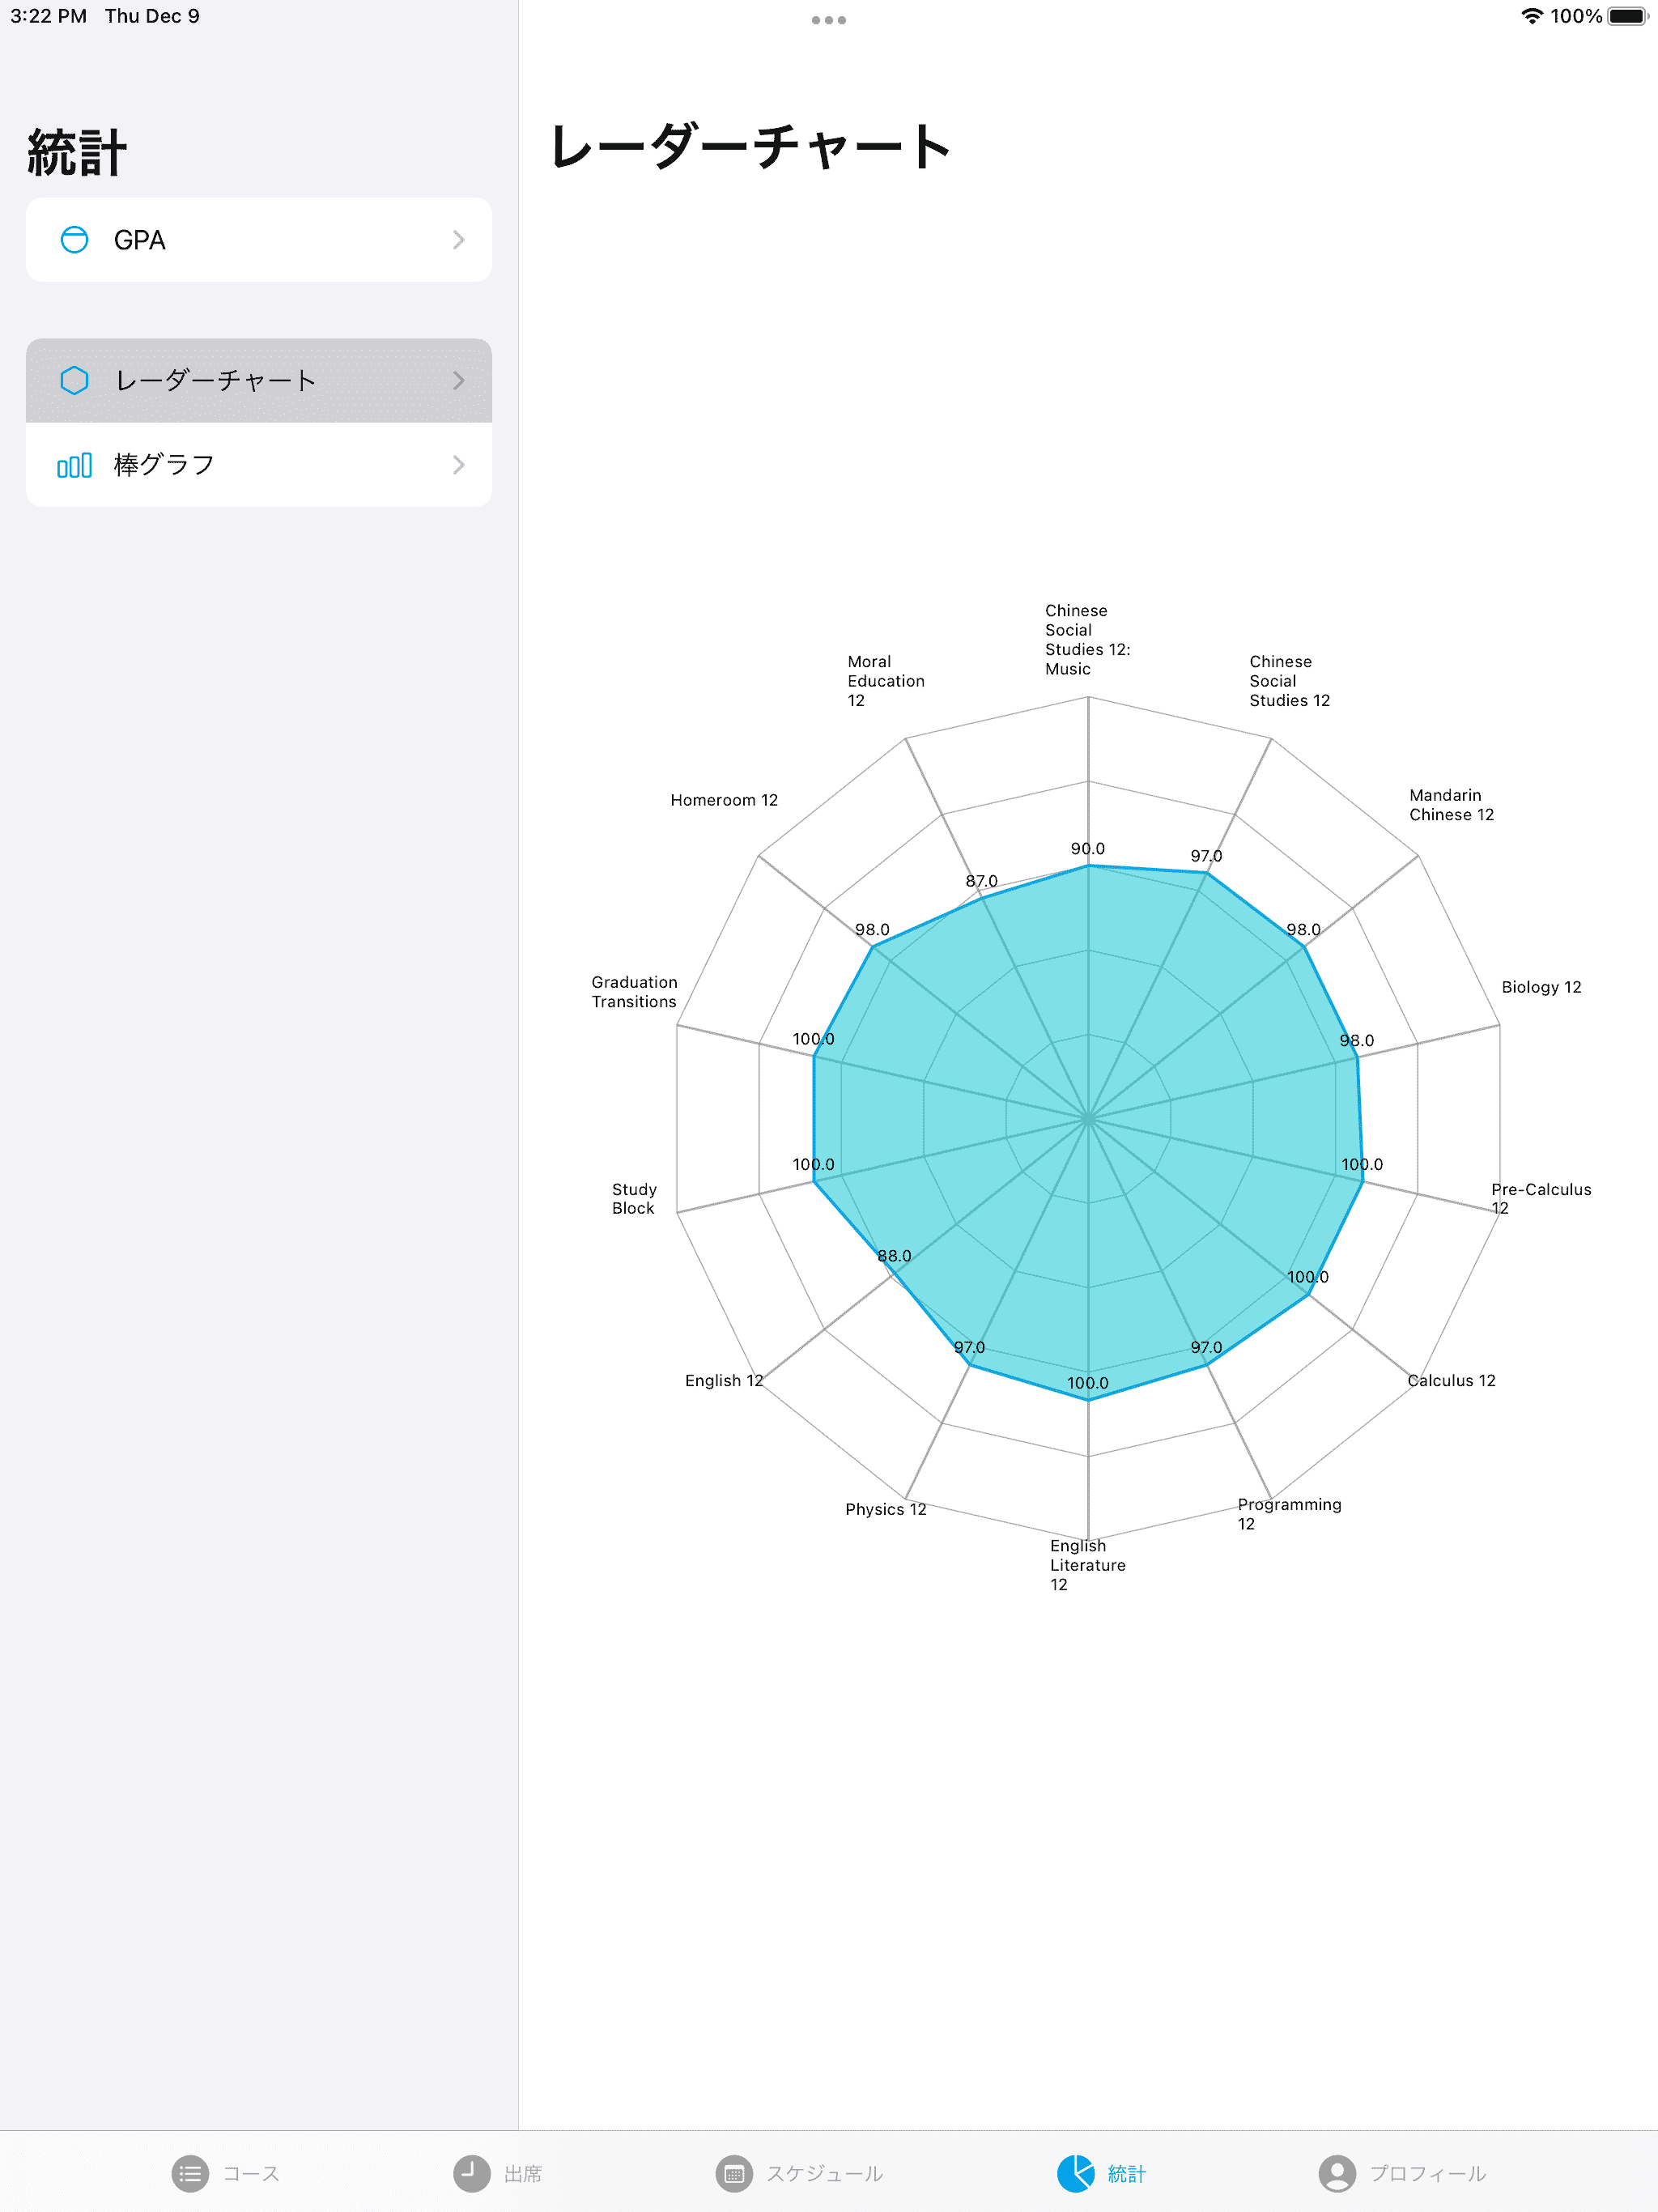 3:22 PM Thu Dec 9
100%
統計
GPA
レーダーチャート
棒グラフ
レーダーチャート
Chinese
Social
Studies 12:
Music
Chinese
Social
Studies 12
Mandarin
Chinese 12
Biology 12
Pre-Calculus
12
Calculus 12
Programming
12
English
Literature
12
Physics 12
English 12
Study
Block
Graduation
Transitions
Homeroom 12
Moral
Education
12
90.0
97.0
98.0
98.0
100.0
100.0
97.0
100.0
97.0
88.0
100.0
100.0
98.0
87.0
コース
出席
スケジュール
統計
プロフィール